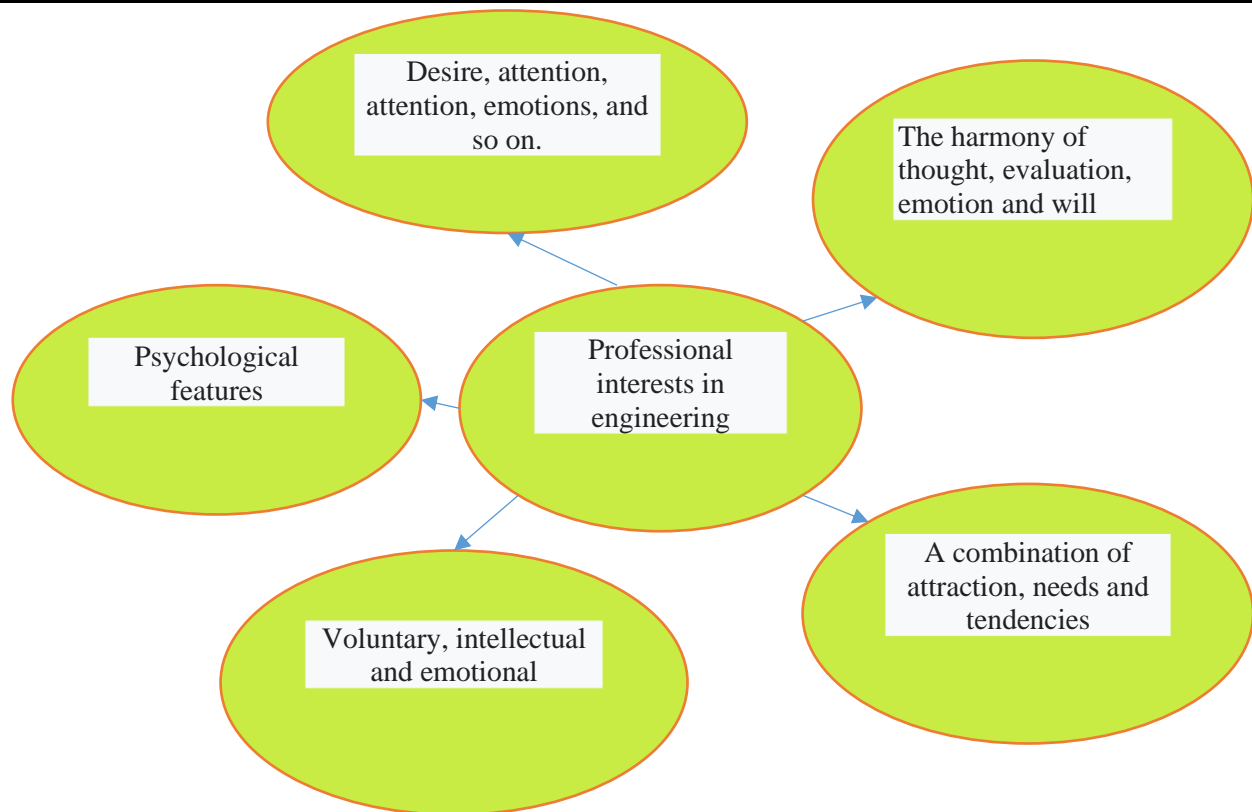 Desire, attention,
attention, emotions, and
so on.
The harmony of
thought, evaluation,
emotion and will
Psychological
features
Professional
interests in
engineering
A combination of
attraction, needs and
tendencies
Voluntary, intellectual
and emotional